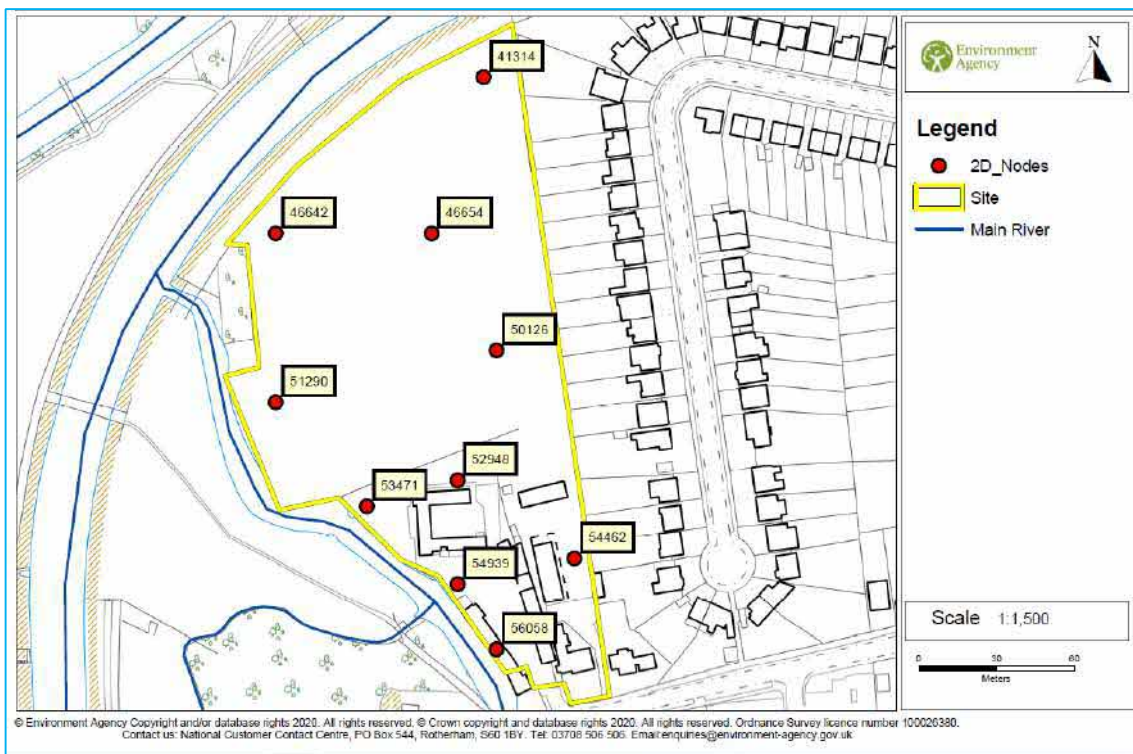 41314
46642
46654
50126
51290
52948
53471
54462
54939
56058
Environment
Agency
N
Legend
2D_Nodes
Site
Main River
Scale 1:1,500
0 30 60
Meters
© Environment Agency Copyright and/or database rights 2020. All rights reserved. © Crown copyright and database rights 2020. All rights reserved. Ordnance Survey licence number 100026380.
Contact us: National Customer Contact Centre, PO Box 544, Rotherham, S60 1BY. Tel: 03708 506 506. Email:enquiries@environment-agency.gov.uk